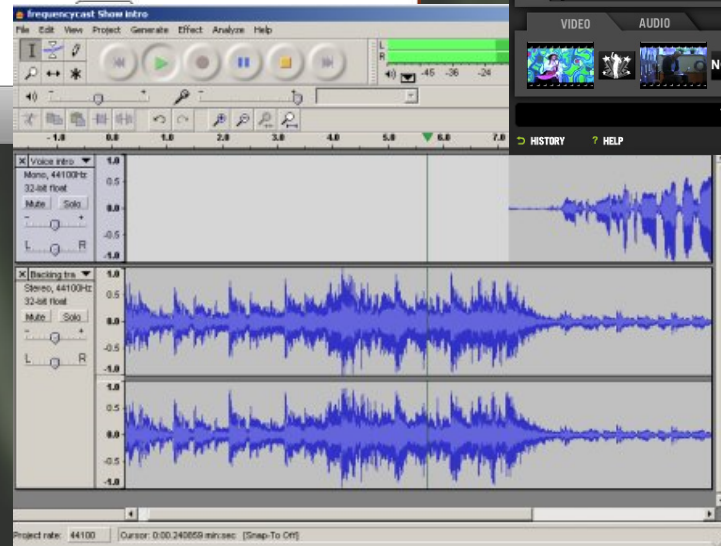 frequencycast Show intro
File Edit View Project Generate Effect Analyze Help
L
R
-45 -36 -24
- 1.0 0.0 1.0 2.0 3.0 4.0 5.0 6.0 7.0
VIDEO AUDIO
HISTORY ? HELP
X Voice intro
Mono, 44100Hz
32-bit float
Mute Solo
- +
L R
1.0
0.5
0.0
-0.5
-1.0
X Backing tra
Stereo, 44100Hz
32-bit float
Mute Solo
- +
L R
1.0
0.5
0.0
-0.5
-1.0
1.0
0.5
0.0
-0.5
-1.0
Project rate: 44100 Cursor: 0:00.240859 min:sec [Snap-To Off]